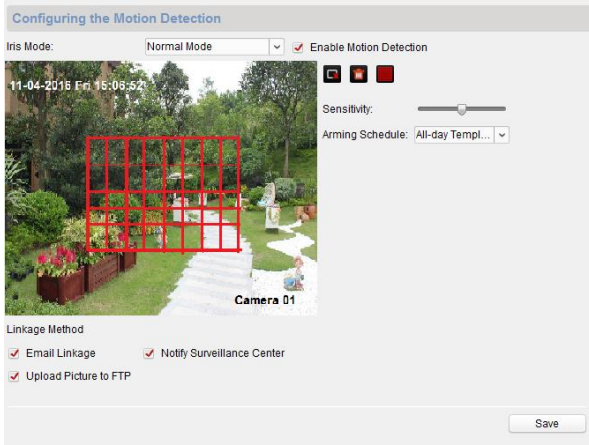 Configuring the Motion Detection
Iris Mode: Normal Mode Enable Motion Detection
11-04-2016 Fri 15:06:52
Sensitivity:
Arming Schedule: All-day Templ...
Camera 01
Linkage Method
Email Linkage Notify Surveillance Center
Upload Picture to FTP
Save